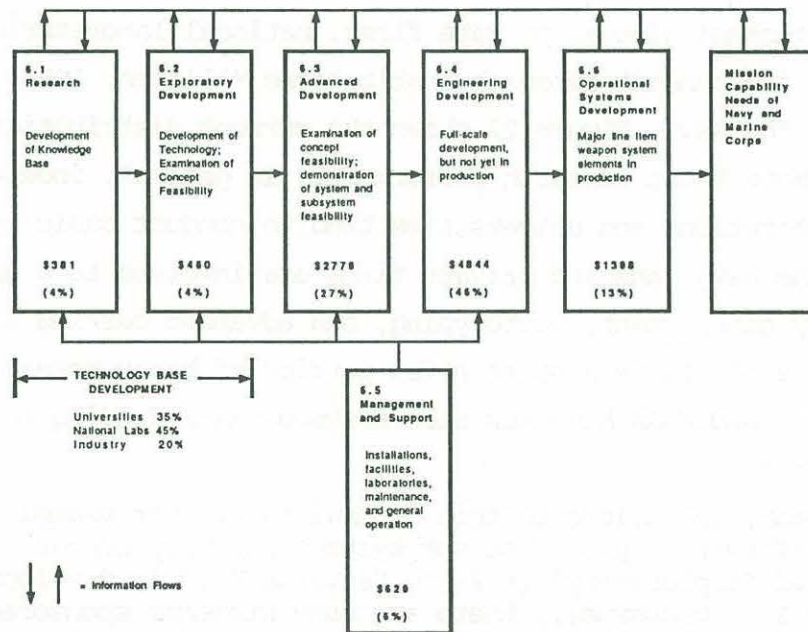 6.1
Research
Development
of Knowledge
Base
$381
(4%)
6.2
Exploratory
Development
Development of
Technology;
Examination of
Concept
Feasibility
$460
(4%)
6.3
Advanced
Development
Examination of
concept
feasibility;
demonstration
of system and
subsystem
feasibility
$2778
(27%)
6.4
Engineering
Development
Full-scale
development,
but not yet in
production
$4844
(46%)
6.6
Operational
Systems
Development
Major line item
weapon system
elements in
production
$1398
(13%)
Mission
Capability
Needs of
Navy and
Marine
Corps
TECHNOLOGY BASE
DEVELOPMENT
Universities 35%
National Labs 45%
Industry 20%
6.5
Management
and Support
Installations,
facilities,
laboratories,
maintenance,
and general
operation
$620
(6%)
= Information Flows